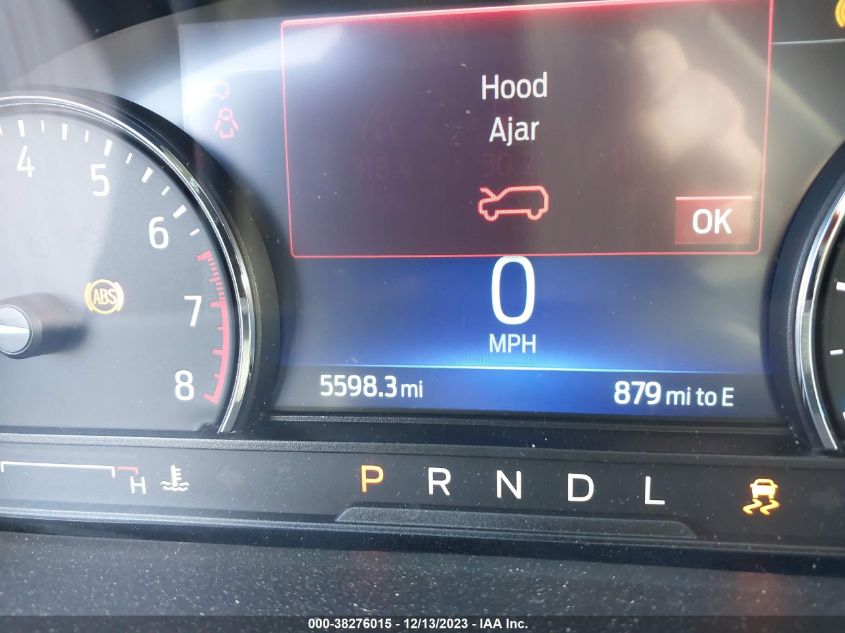 Hood
Ajar
OK
4 5 6 7 8
ABS
0
MPH
5598.3 mi
879 mi to E
H
P R N D L
000-38276015 - 12/13/2023 - IAA Inc.